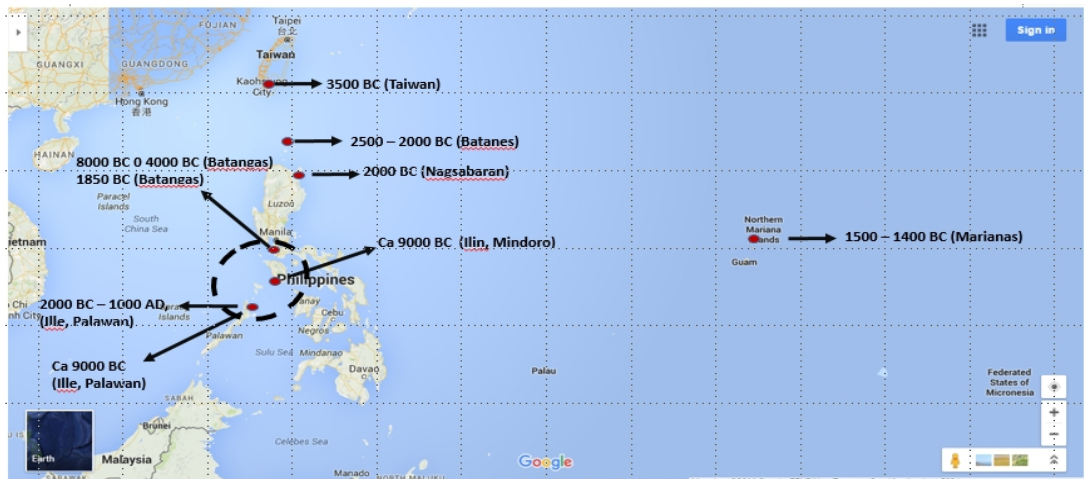 Taipei
台北
FUJIAN
Taiwan
Sign in
GUANGXI
GUANGDONG
Kaohsiung
City
3500 BC (Taiwan)
Hong Kong
香港
2500 – 2000 BC (Batanes)
HAINAN
8000 BC 0 4000 BC (Batangas)
1850 BC (Batangas)
2000 BC (Nagsabaran)
Paracel
Islands
Luzon
South
China Sea
Manila
Northern
Mariana
Islands
1500 – 1400 BC (Marianas)
Guam
Ca 9000 BC (Ilin, Mindoro)
Philippines
2000 BC – 1000 AD,
(Ille, Palawan)
Islands
Panay
Cebu
Negros
Palawan
Sulu Sea
Mindanao
Davao
Ca 9000 BC
(Ille, Palawan)
Palau
Federated
States of
Micronesia
SABAH
Brunei
Celebes Sea
Earth
Malaysia
Google
Manado
NORTH MALUKU
SARAWAK